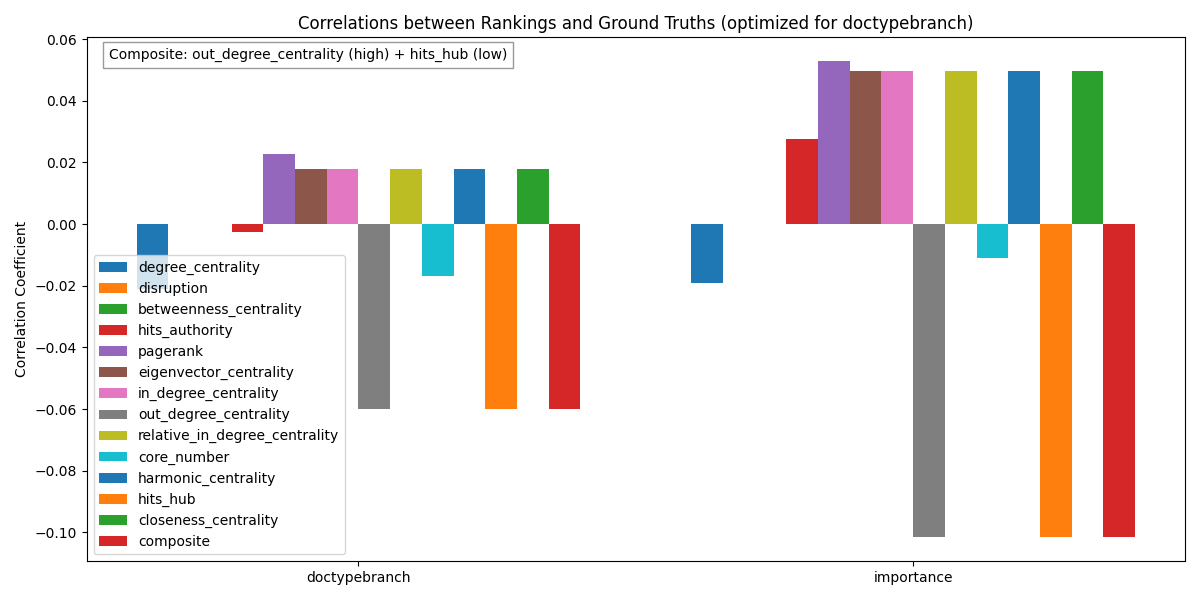 Correlations between Rankings and Ground Truths (optimized for doctypebranch)
Composite: out_degree_centrality (high) + hits_hub (low)
Correlation Coefficient
0.06
0.04
0.02
0.00
−0.02
−0.04
−0.06
−0.08
−0.10
degree_centrality
disruption
betweenness_centrality
hits_authority
pagerank
eigenvector_centrality
in_degree_centrality
out_degree_centrality
relative_in_degree_centrality
core_number
harmonic_centrality
hits_hub
closeness_centrality
composite
doctypebranch
importance